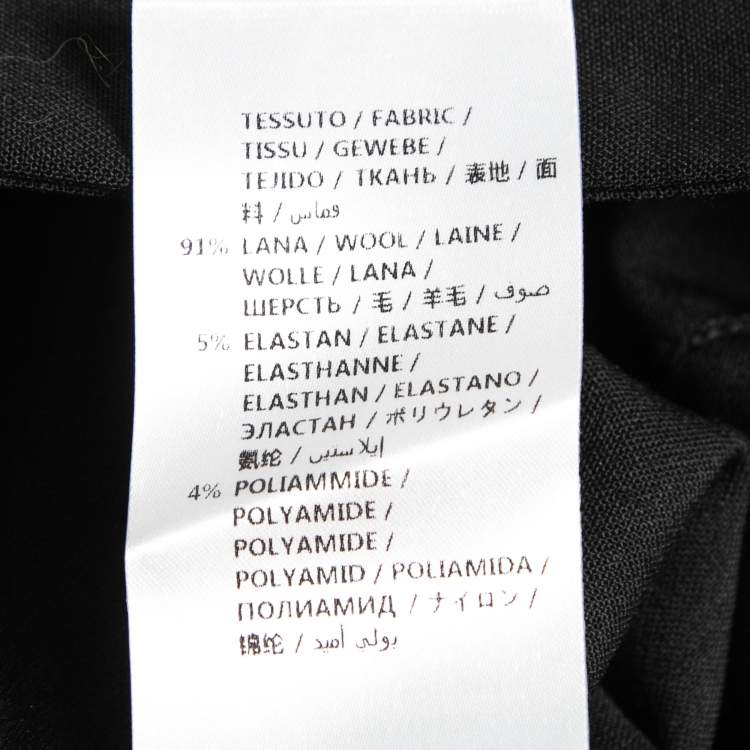 TESSUTO / FABRIC /
TISSU / GEWEBE /
TEJIDO / ТКАНЬ / 表地 / 面
料 / قماش
91% LANA / WOOL / LAINE /
WOLLE / LANA /
ШЕРСТЬ / 毛 / 羊毛 / صوف
5% ELASTAN / ELASTANE /
ELASTHANNE /
ELASTHAN / ELASTANO /
ЭЛАСТАН / ポリウレタン /
氨纶 / إيلاستيين
4% POLIAMMIDE /
POLYAMIDE /
POLYAMIDE /
POLYAMID / POLIAMIDA /
ПОЛИАМИД / ナイロン /
锦纶 / بولي أميد